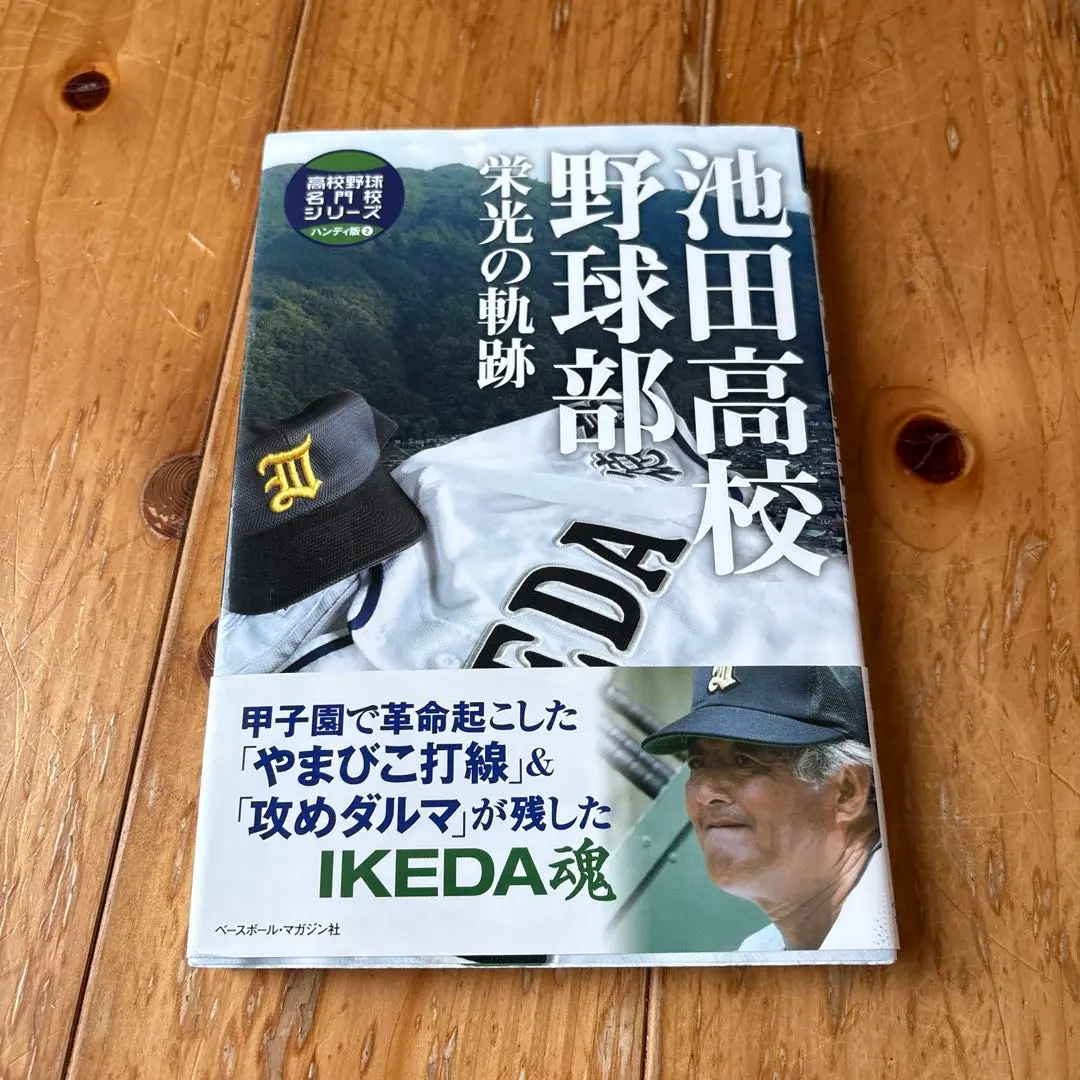 高校野球
名門校
シリーズ
ハンディ版2
池田高校
野球部
栄光の軌跡
EDA
甲子園で革命起こした
「やまびこ打線」&
「攻めダルマ」が残した
IKEDA魂
ベースボール・マガジン社